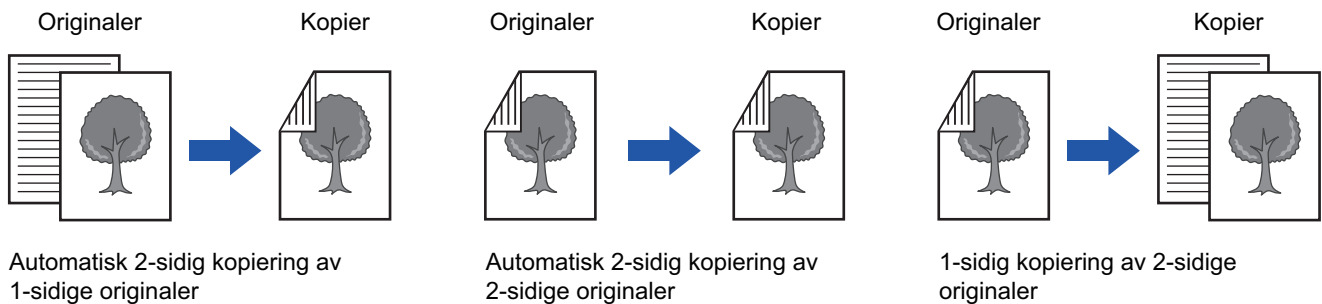 Originaler
Kopier
Originaler
Kopier
Originaler
Kopier
Automatisk 2-sidig kopiering av
1-sidige originaler
Automatisk 2-sidig kopiering av
2-sidige originaler
1-sidig kopiering av 2-sidige
originaler